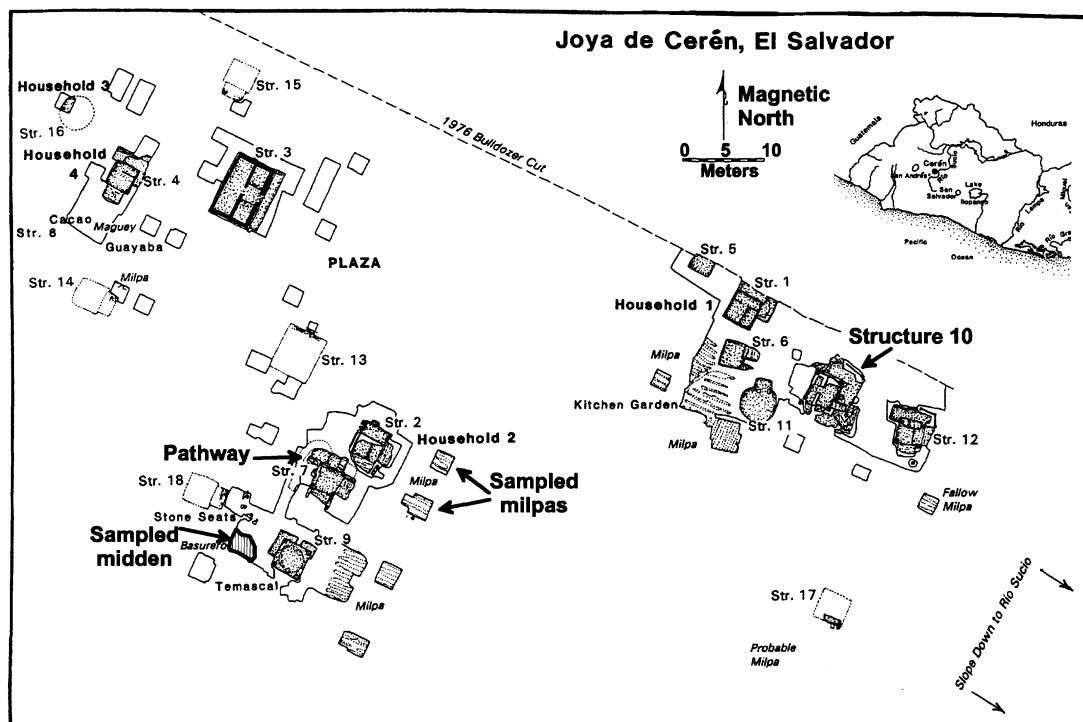 Joya de Cerén, El Salvador
Household 3
Str. 15
Str. 16
1976 Bulldozer Cut
Magnetic
North
0 5 10
Meters
Guatemala
Honduras
Cerén
San Andrés
San
Salvador
Lake
Ilopango
Río
Lempa
Río
Pacific
Ocean
Household
4
Str. 3
Str. 4
Cacao
Str. 8
Maguey
Guayaba
PLAZA
Str. 14
Milpa
Str. 13
Str. 5
Str. 1
Household 1
Str. 6
Structure 10
Milpa
Kitchen Garden
Milpa
Str. 11
Str. 12
Fallow
Milpa
Str. 2
Household 2
Pathway
Str. 7
Milpa
Sampled
milpas
Str. 18
Stone Seats
Sampled
midden
Basurero
Str. 9
Temascal
Milpa
Str. 17
Probable
Milpa
Slope Down to Río Sucio